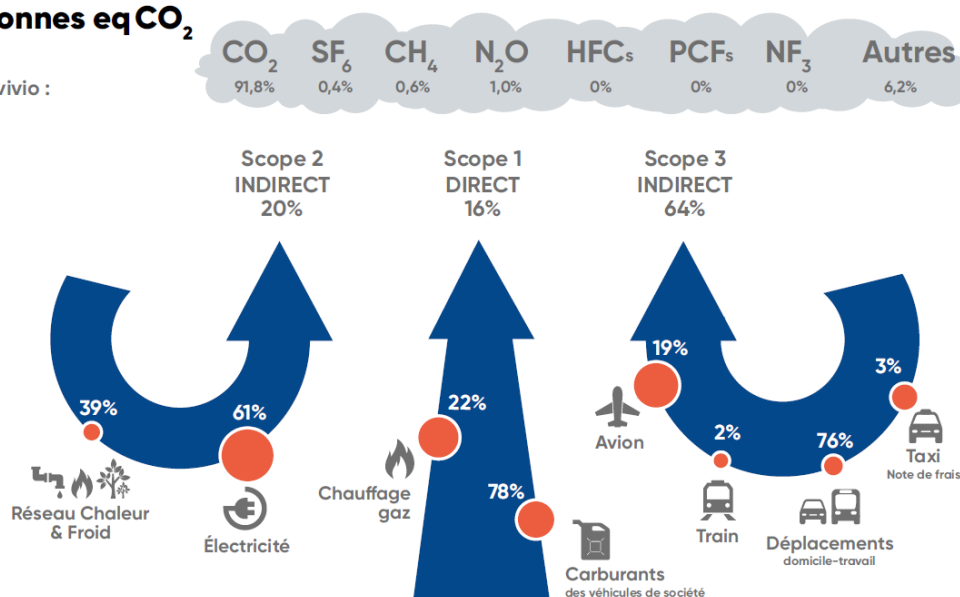 onnes eq CO2
vivio :
CO2 SF6 CH4 N2O HFCs PCFs NF3 Autres
91,8% 0,4% 0,6% 1,0% 0% 0% 0% 6,2%
Scope 2
INDIRECT
20%
39%
61%
Réseau Chaleur
& Froid
Électricité
Scope 1
DIRECT
16%
22%
Chauffage
gaz
78%
Carburants
des véhicules de société
Scope 3
INDIRECT
64%
19%
Avion
2%
Train
76%
Déplacements
domicile-travail
3%
Taxi
Note de frais